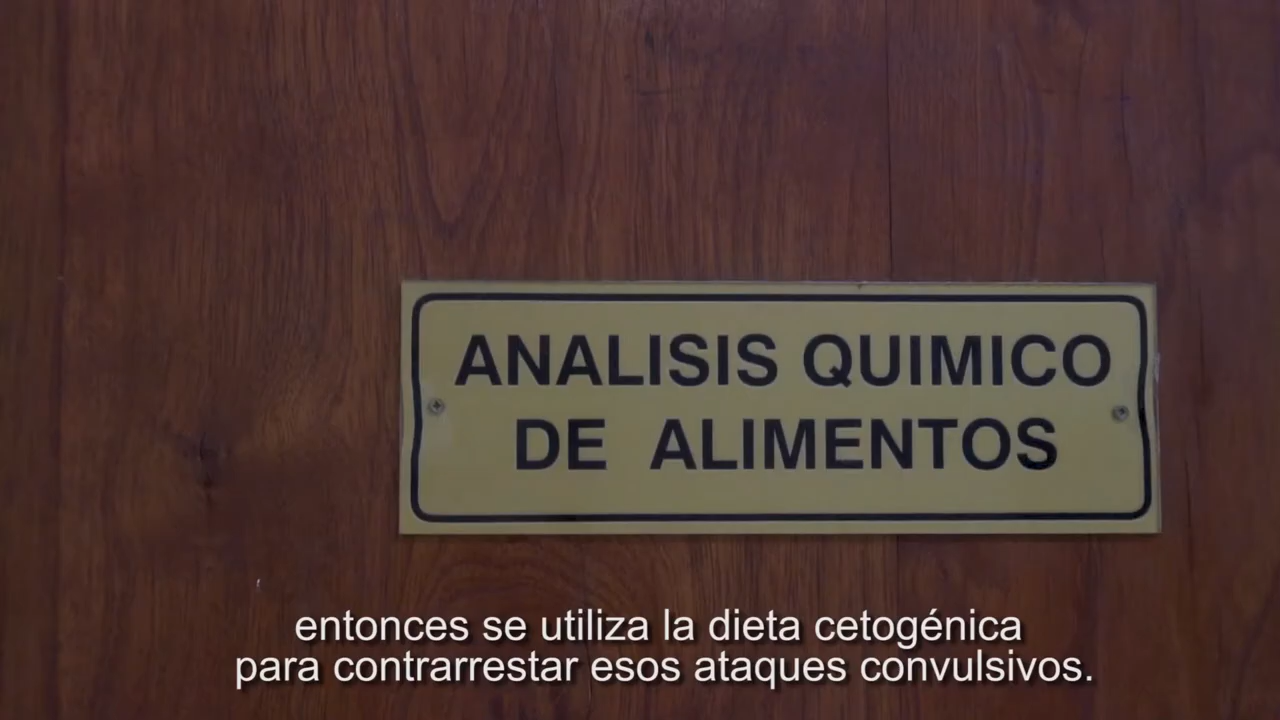 ANALISIS QUIMICO
DE ALIMENTOS
entonces se utiliza la dieta cetogénica
para contrarrestar esos ataques convulsivos.